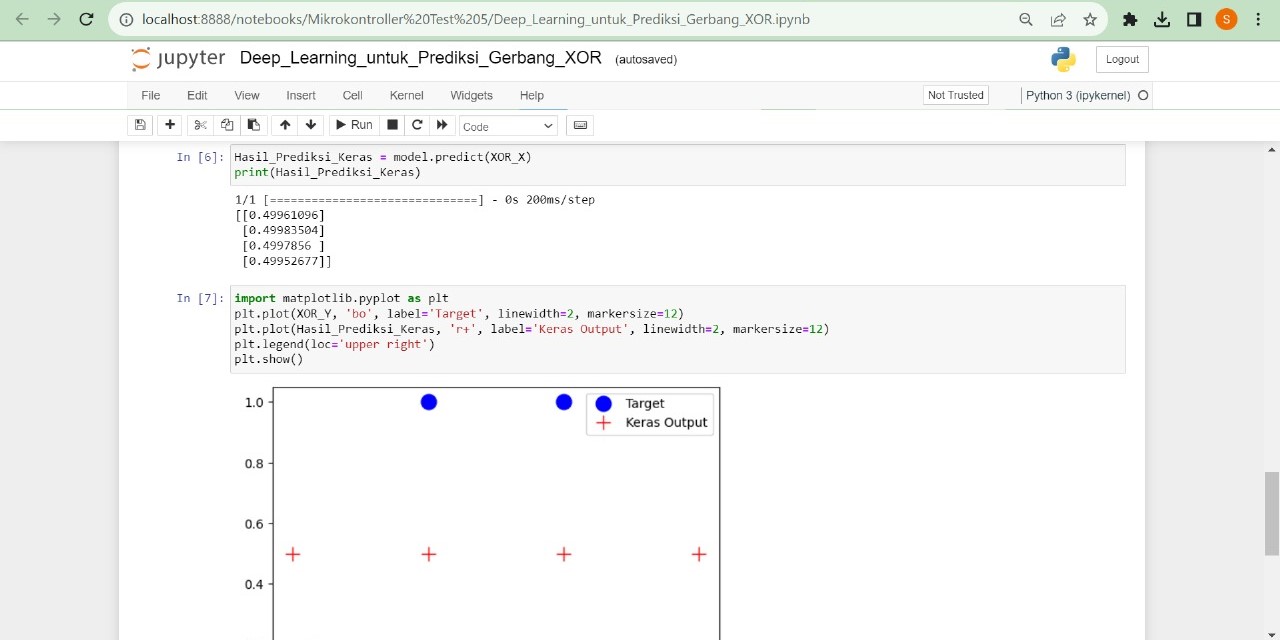 localhost:8888/notebooks/Mikrokontroller%20Test%205/Deep_Learning_untuk_Prediksi_Gerbang_XOR.ipynb
S
jupyter Deep_Learning_untuk_Prediksi_Gerbang_XOR (autosaved)
Logout
File Edit View Insert Cell Kernel Widgets Help
Not Trusted
Python 3 (ipykernel)
Run
Code
In [6]: Hasil_Prediksi_Keras = model.predict(XOR_X)
print(Hasil_Prediksi_Keras)
1/1 [==============================] - 0s 200ms/step
[[0.49961096]
[0.49983504]
[0.4997856 ]
[0.49952677]]
In [7]: import matplotlib.pyplot as plt
plt.plot(XOR_Y, 'bo', label='Target', linewidth=2, markersize=12)
plt.plot(Hasil_Prediksi_Keras, 'r+', label='Keras Output', linewidth=2, markersize=12)
plt.legend(loc='upper right')
plt.show()
1.0
Target
Keras Output
0.8
0.6
0.4